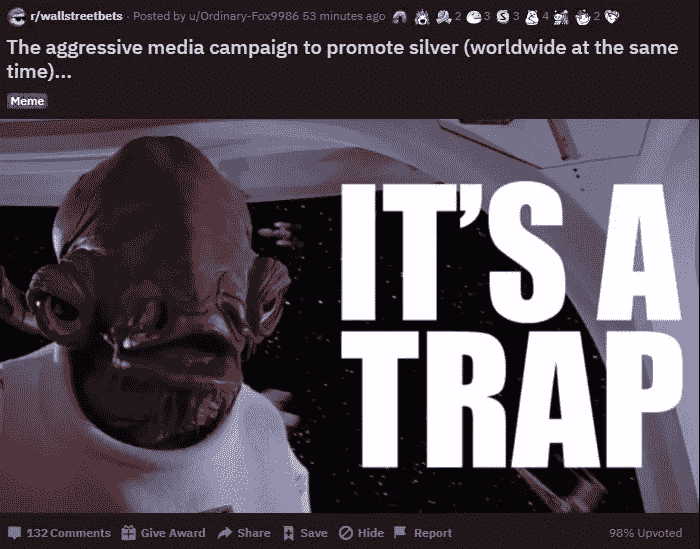 r/wallstreetbets · Posted by u/Ordinary-Fox9986 53 minutes ago 2 3 S 3 4 2
The aggressive media campaign to promote silver (worldwide at the same
time)...
Meme
IT'S A
TRAP
132 Comments Give Award Share Save Hide Report 98% Upvoted